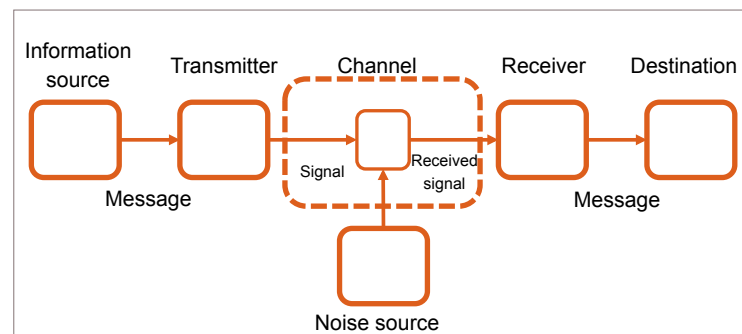 Information
source
Transmitter
Channel
Receiver
Destination
Signal
Received
signal
Message
Message
Noise source